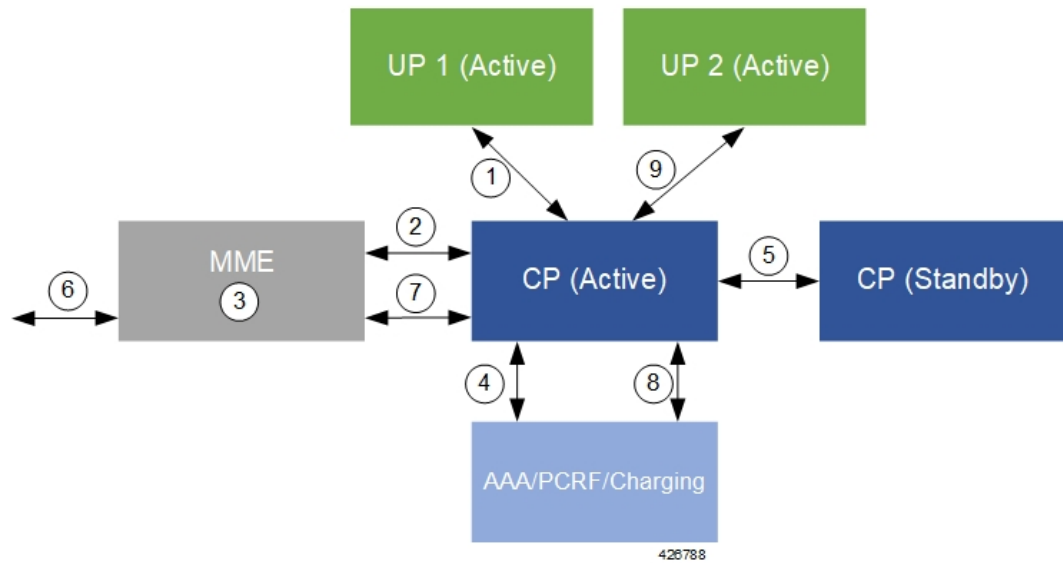 UP 1 (Active)
UP 2 (Active)
1
9
2
MME
3
7
6
CP (Active)
5
CP (Standby)
4
8
AAA/PCRF/Charging
426788